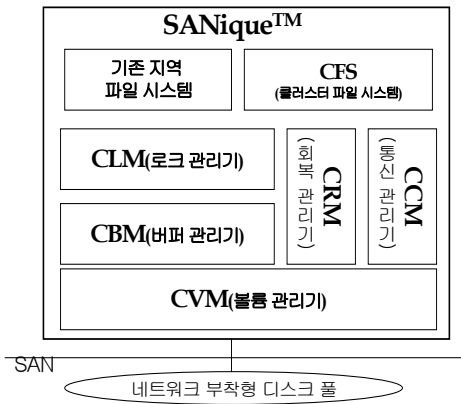 SANique™
기존 지역
파일 시스템
CFS
(클러스터 파일 시스템)
CLM(로크 관리기)
CRM
(회복 관리기)
CCM
(통신 관리기)
CBM(버퍼 관리기)
CVM(볼륨 관리기)
SAN
네트워크 부착형 디스크 풀